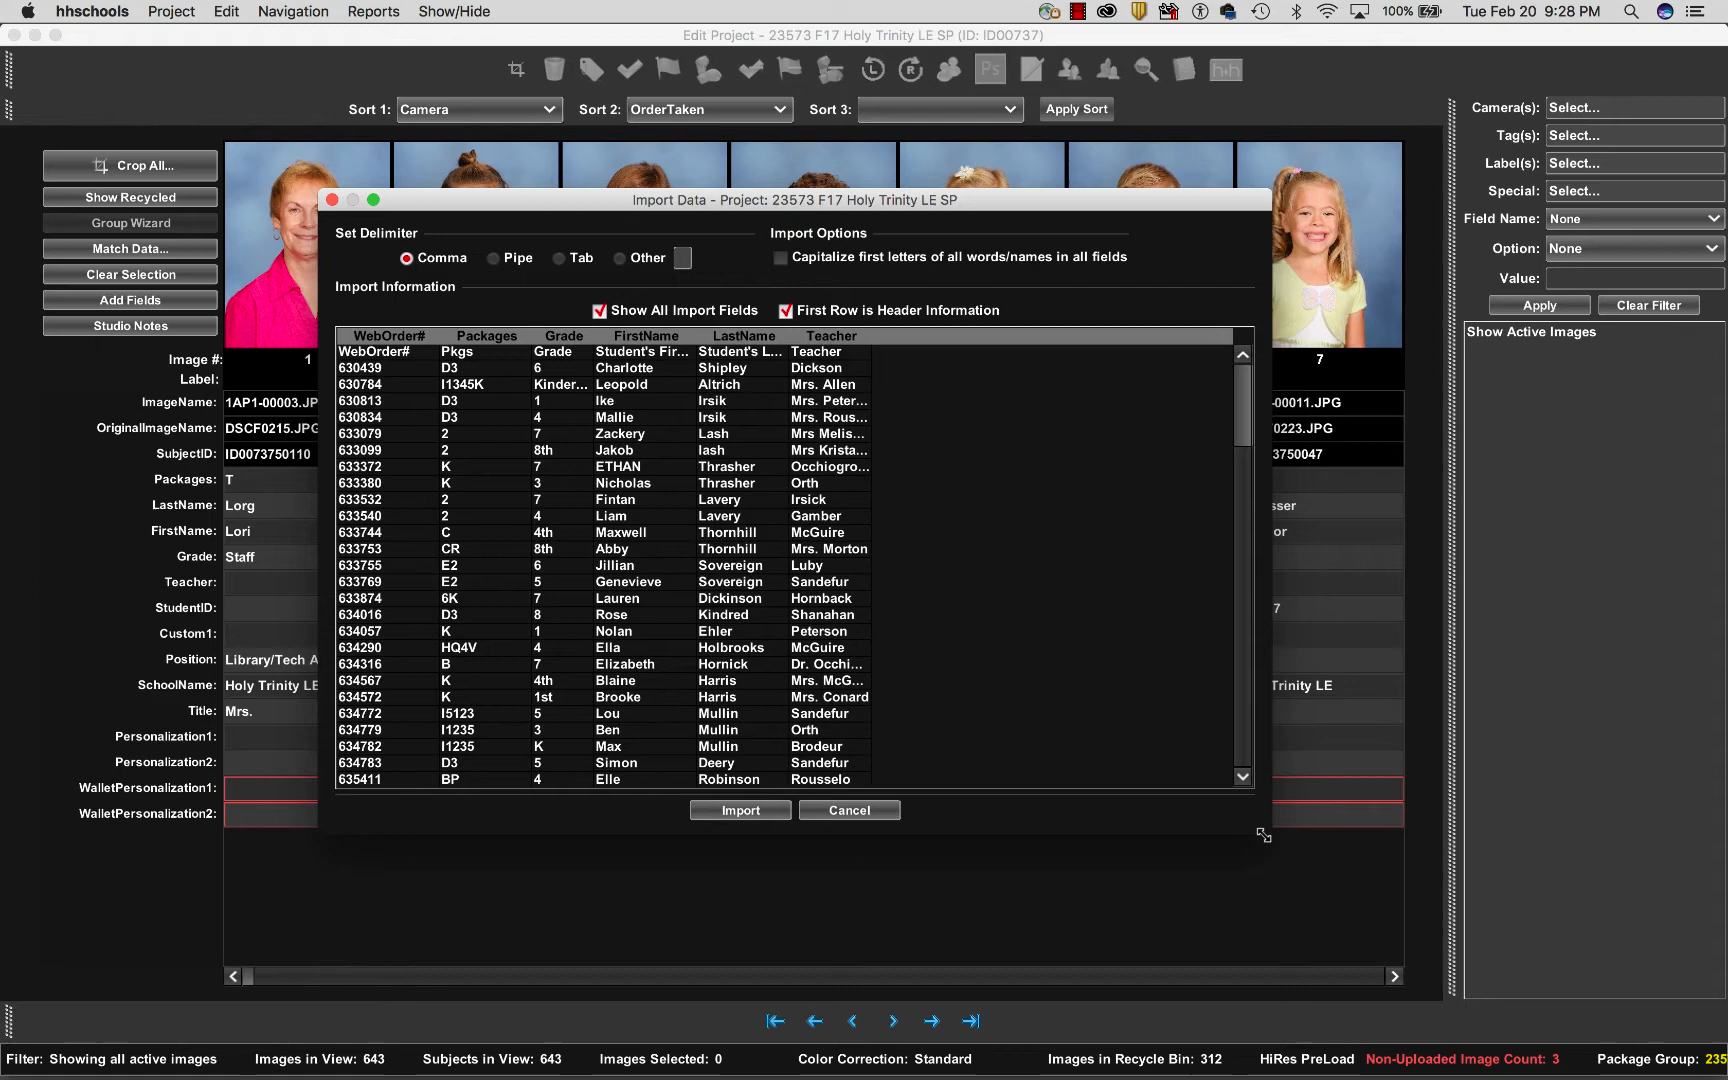 hhschools Project Edit Navigation Reports Show/Hide 100% Tue Feb 20 9:28 PM
Edit Project - 23573 F17 Holy Trinity LE SP (ID: ID00737)
L R Ps h+h
Sort 1: Camera Sort 2: OrderTaken Sort 3: Apply Sort
Crop All...
Show Recycled
Group Wizard
Match Data...
Clear Selection
Add Fields
Studio Notes
Image #: 1
Label:
ImageName: 1AP1-00003.JP
OriginalImageName: DSCF0215.JPG
SubjectID: ID0073750110
Packages: T
LastName: Lorg
FirstName: Lori
Grade: Staff
Teacher:
StudentID:
Custom1:
Position: Library/Tech A
SchoolName: Holy Trinity LE
Title: Mrs.
Personalization1:
Personalization2:
WalletPersonalization1:
WalletPersonalization2:
Import Data - Project: 23573 F17 Holy Trinity LE SP
Set Delimiter
Comma Pipe Tab Other
Import Options
Capitalize first letters of all words/names in all fields
Import Information
Show All Import Fields First Row is Header Information
WebOrder# Packages Grade FirstName LastName Teacher
WebOrder# Pkgs Grade Student's Fir... Student's L... Teacher
630439 D3 6 Charlotte Shipley Dickson
630784 I1345K Kinder... Leopold Altrich Mrs. Allen
630813 D3 1 Ike Irsik Mrs. Peter...
630834 D3 4 Mallie Irsik Mrs. Rous...
633079 2 7 Zackery Lash Mrs Melis...
633099 2 8th Jakob lash Mrs Krista...
633372 K 7 ETHAN Thrasher Occhiogro...
633380 K 3 Nicholas Thrasher Orth
633532 2 7 Fintan Lavery Irsick
633540 2 4 Liam Lavery Gamber
633744 C 4th Maxwell Thornhill McGuire
633753 CR 8th Abby Thornhill Mrs. Morton
633755 E2 6 Jillian Sovereign Luby
633769 E2 5 Genevieve Sovereign Sandefur
633874 6K 7 Lauren Dickinson Hornback
634016 D3 8 Rose Kindred Shanahan
634057 K 1 Nolan Ehler Peterson
634290 HQ4V 4 Ella Holbrooks McGuire
634316 B 7 Elizabeth Hornick Dr. Occhi...
634567 K 4th Blaine Harris Mrs. McG...
634572 K 1st Brooke Harris Mrs. Conard
634772 I5123 5 Lou Mullin Sandefur
634779 I1235 3 Ben Mullin Orth
634782 I1235 K Max Mullin Brodeur
634783 D3 5 Simon Deery Sandefur
635411 BP 4 Elle Robinson Rousselo
Import Cancel
7
-00011.JPG
0223.JPG
3750047
sser
or
7
Trinity LE
Camera(s): Select...
Tag(s): Select...
Label(s): Select...
Special: Select...
Field Name: None
Option: None
Value:
Apply Clear Filter
Show Active Images
Filter: Showing all active images Images in View: 643 Subjects in View: 643 Images Selected: 0 Color Correction: Standard Images in Recycle Bin: 312 HiRes PreLoad Non-Uploaded Image Count: 3 Package Group: 235